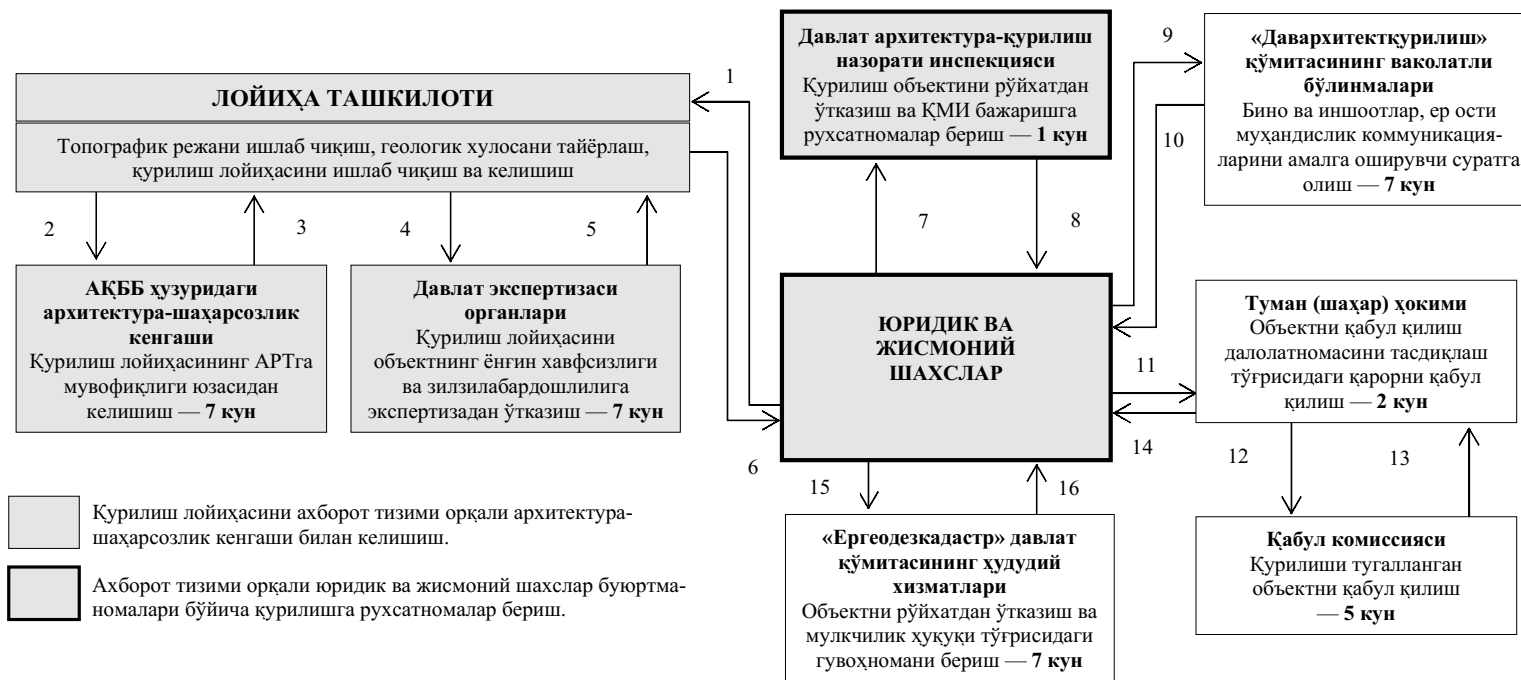 ЛОЙИҲА ТАШКИЛОТИ
Топографик режани ишлаб чиқиш, геологик хулосани тайёрлаш,
қурилиш лойиҳасини ишлаб чиқиш ва келишиш
1
2
3
4
5
АҚББ ҳузуридаги
архитектура-шаҳарсозлик
кенгаши
Қурилиш лойиҳасининг АРТга
мувофиқлиги юзасидан
келишиш — 7 кун
Давлат экспертизаси
органлари
Қурилиш лойиҳасини
объектнинг ёнғин хавфсизлиги
ва зилзилабардошлилига
экспертизадан ўтказиш — 7 кун
6
Давлат архитектура-қурилиш
назорати инспекцияси
Қурилиш объектини рўйхатдан
ўтказиш ва ҚМИ бажаришга
рухсатномалар бериш — 1 кун
7
8
ЮРИДИК ВА
ЖИСМОНИЙ
ШАХСЛАР
9
10
«Давархитектқурилиш»
қўмитасининг ваколатли
бўлинмалари
Бино ва иншоотлар, ер ости
муҳандислик коммуникация-
ларини амалга оширувчи суратга
олиш — 7 кун
11
14
Туман (шаҳар) ҳокими
Объектни қабул қилиш
далолатномасини тасдиқлаш
тўғрисидаги қарорни қабул
қилиш — 2 кун
12
13
Қабул комиссияси
Қурилиши тугалланган
объектни қабул қилиш
— 5 кун
15
16
«Ергеодезкадастр» давлат
қўмитасининг ҳудудий
хизматлари
Объектни рўйхатдан ўтказиш ва
мулкчилик ҳуқуқи тўғрисидаги
гувоҳномани бериш — 7 кун
Қурилиш лойиҳасини ахборот тизими орқали архитектура-
шаҳарсозлик кенгаши билан келишиш.
Ахборот тизими орқали юридик ва жисмоний шахслар буюртма-
номалари бўйича қурилишга рухсатномалар бериш.